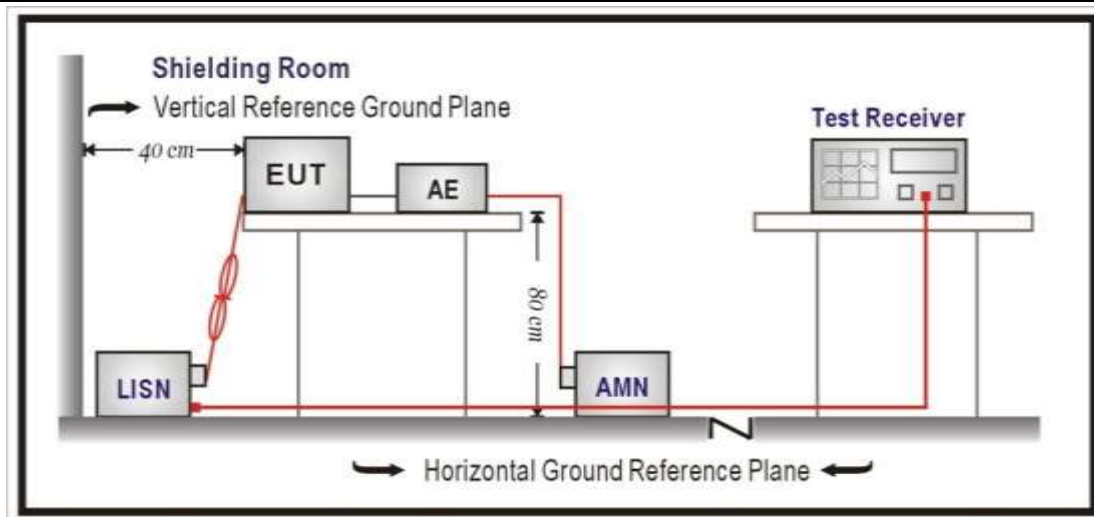 Shielding Room
Vertical Reference Ground Plane
40 cm
EUT
AE
Test Receiver
80 cm
LISN
AMN
Horizontal Ground Reference Plane